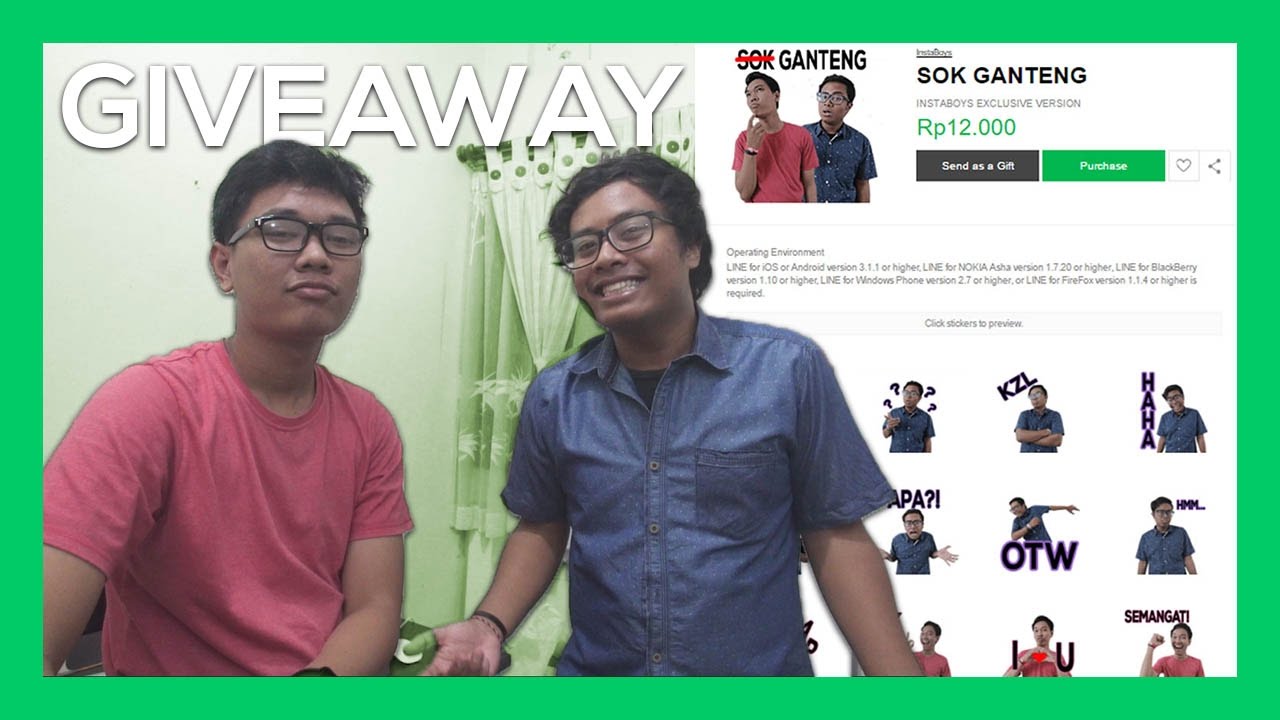 GIVEAWAY
SOK GANTENG
InstaBoys
SOK GANTENG
INSTABOYS EXCLUSIVE VERSION
Rp12.000
Send as a Gift
Purchase
Operating Environment
LINE for iOS or Android version 3.1.1 or higher, LINE for NOKIA Asha version 1.7.20 or higher, LINE for BlackBerry
version 1.10 or higher, LINE for Windows Phone version 2.7 or higher, or LINE for FireFox version 1.1.4 or higher is
required.
Click stickers to preview.
? ? ? ?
KZL
HAHA
APA?!
OTW
HMM...
I U
SEMANGAT!